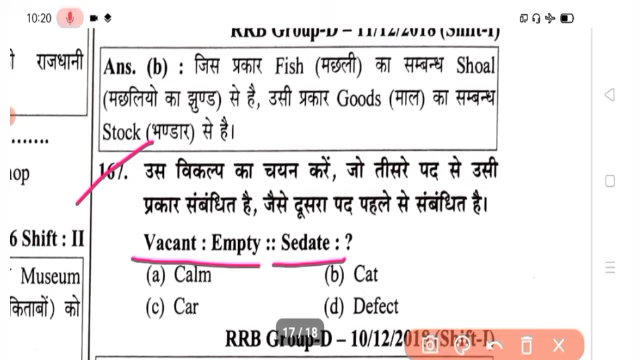 10:20
RRB Group-D – 11/12/2018 (Shift-I)
राजधानी
Ans. (b) : जिस प्रकार Fish (मछली) का सम्बन्ध Shoal
(मछलियो का झुण्ड) से है, उसी प्रकार Goods (माल) का सम्बन्ध
Stock (भण्डार) से है।
.......
167. उस विकल्प का चयन करें, जो तीसरे पद से उसी
प्रकार संबंधित है, जैसे दूसरा पद पहले से संबंधित है।
6 Shift : II
Vacant : Empty :: Sedate : ?
Museum
(a) Calm (b) Cat
किताबों) को
(c) Car (d) Defect
17 / 18
RRB Group-D – 10/12/2018 (Shift-I)